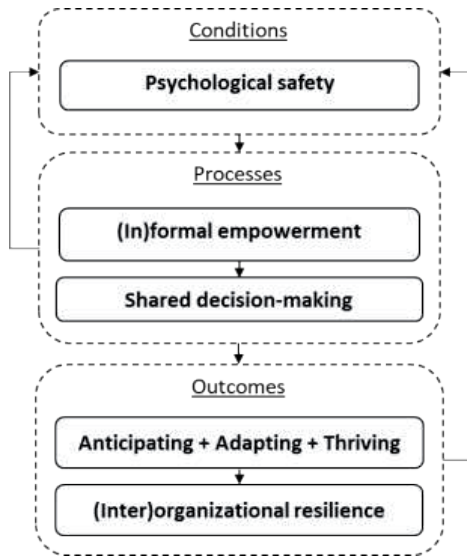 Conditions
Psychological safety
Processes
(In)formal empowerment
Shared decision-making
Outcomes
Anticipating + Adapting + Thriving
(Inter)organizational resilience